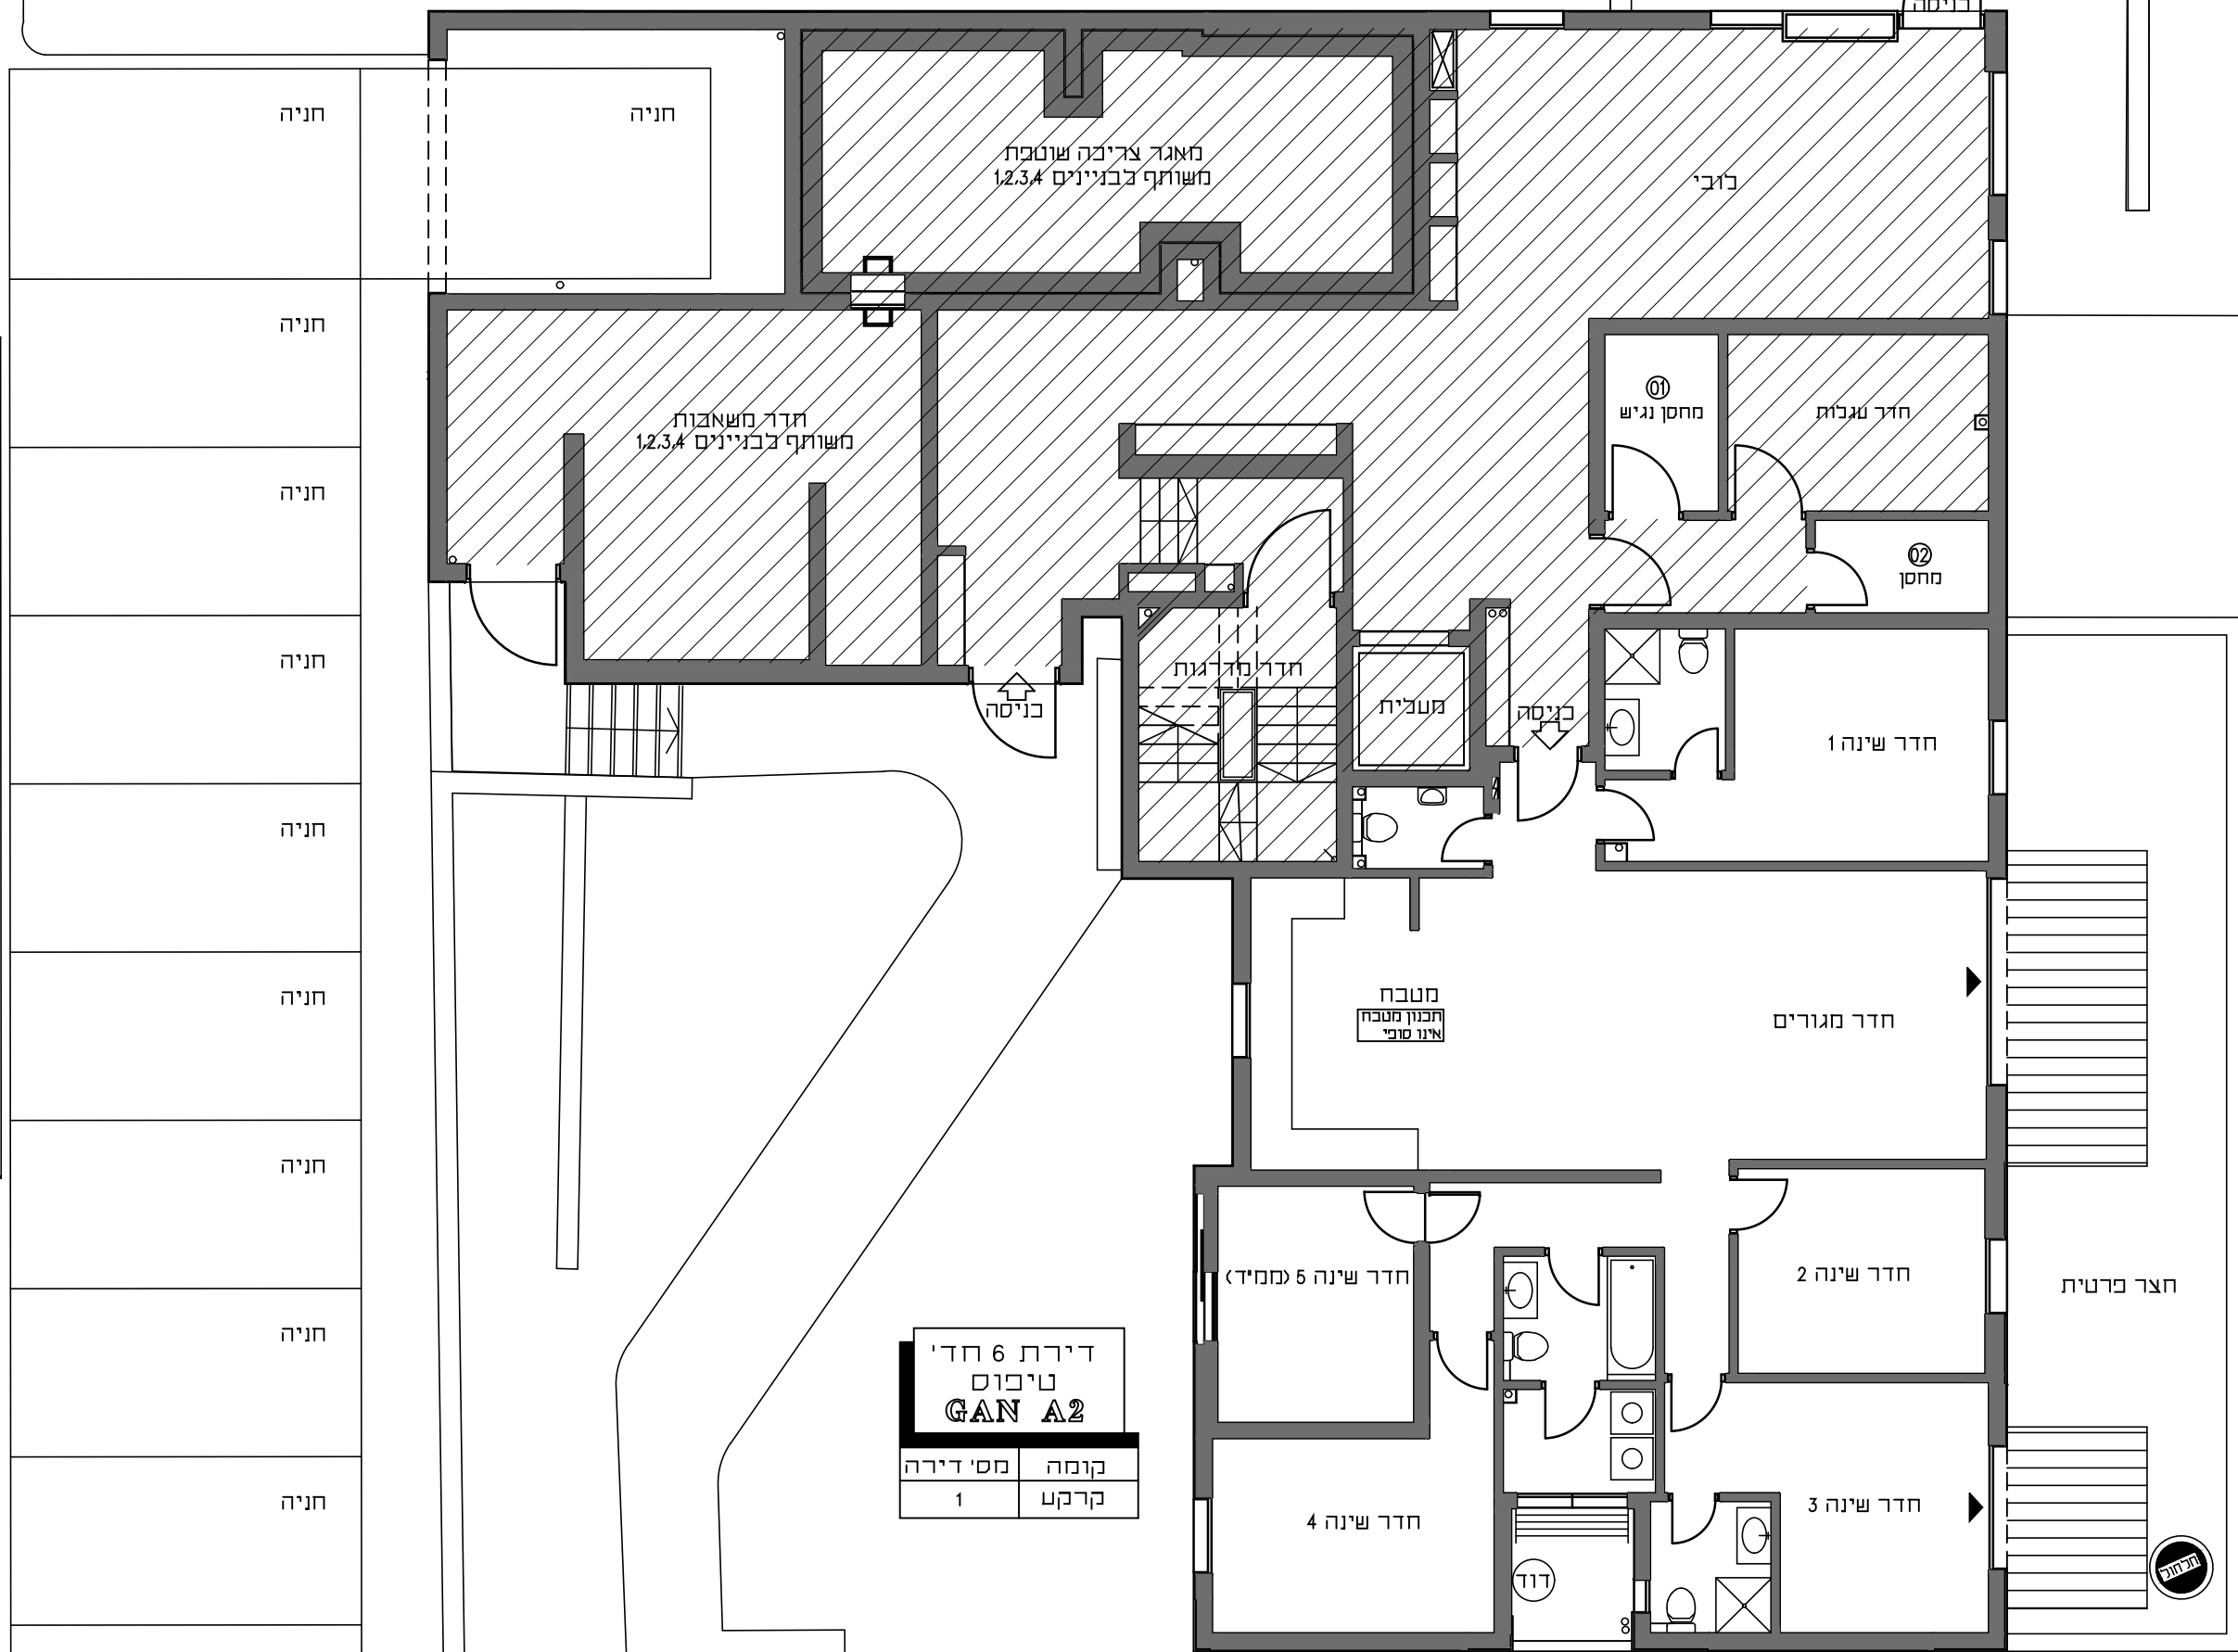 כניסה
חניה
חניה
מאגר צריכה שוטפת
משותף לבניינים 1,2,3,4
לובי
חניה
חדר משאבות
משותף לבניינים 1,2,3,4
01
מחסן נגיש
חדר עגלות
חניה
02
מחסן
חניה
חדר מדרגות
מעלית
כניסה
כניסה
חדר שינה 1
חניה
חניה
מטבח
תכנון מטבח
אינו סופי
חדר מגורים
חניה
חדר שינה 5 (ממ"ד)
חדר שינה 2
חצר פרטית
חניה
דירת 6 חד'
טיפוס
GAN A2
קומה
מס' דירה
קרקע
1
חניה
חדר שינה 4
חדר שינה 3
דוד
חלחול